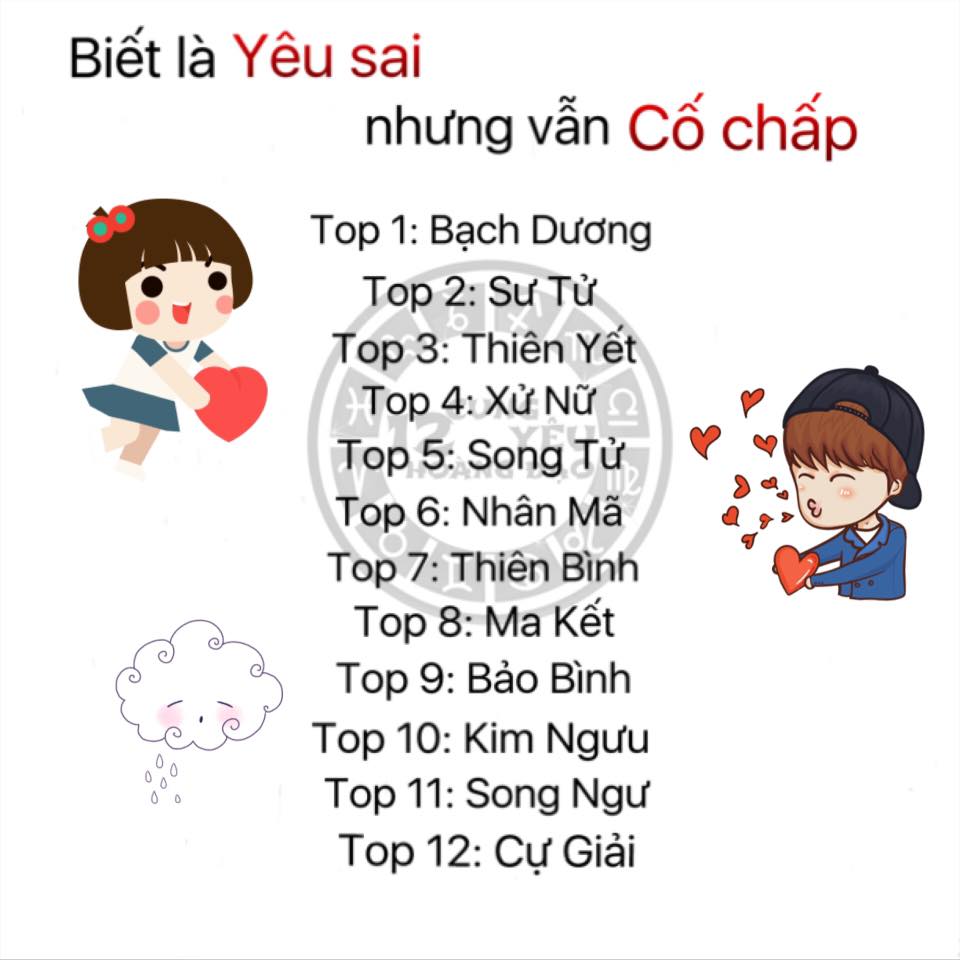 Biết là Yêu sai
nhưng vẫn Cố chấp
Top 1: Bạch Dương
Top 2: Sư Tử
Top 3: Thiên Yết
Top 4: Xử Nữ
Top 5: Song Tử
Top 6: Nhân Mã
Top 7: Thiên Bình
Top 8: Ma Kết
Top 9: Bảo Bình
Top 10: Kim Ngưu
Top 11: Song Ngư
Top 12: Cự Giải
12
YÊU
HOÀNG ĐẠO